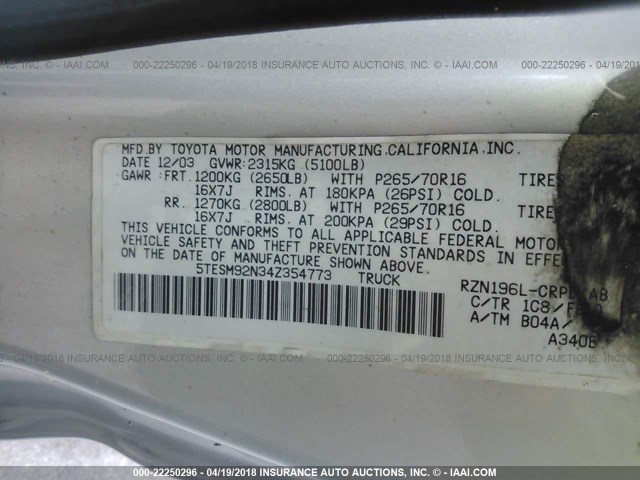 000-22250296 - 04/19/2018 INSURANCE AUTO AUCTIONS, INC. - IAAI.COM
MFD.BY TOYOTA MOTOR MANUFACTURING.CALIFORNIA.INC.
DATE 12/03 GVWR:2315KG (5100LB)
GAWR:FRT.1200KG (2650LB) WITH P265/70R16 TIRE
16X7J RIMS. AT 180KPA (26PSI) COLD.
RR. 1270KG (2800LB) WITH P265/70R16 TIRE
16X7J RIMS. AT 200KPA (29PSI) COLD.
THIS VEHICLE CONFORMS TO ALL APPLICABLE FEDERAL MOTOR
VEHICLE SAFETY AND THEFT PREVENTION STANDARDS IN EFFE
ON THE DATE OF MANUFACTURE SHOWN ABOVE.
5TESM92N34Z354773 TRUCK
RZN196L-
C/TR 1C8/
A/TM B04A/
A340E
000-22250296 - 04/19/2018 INSURANCE AUTO AUCTIONS, INC. - IAAI.COM
000-22250296 - 04/19/2018 INSURANCE AUTO AUCTIONS, INC. - IAAI.COM